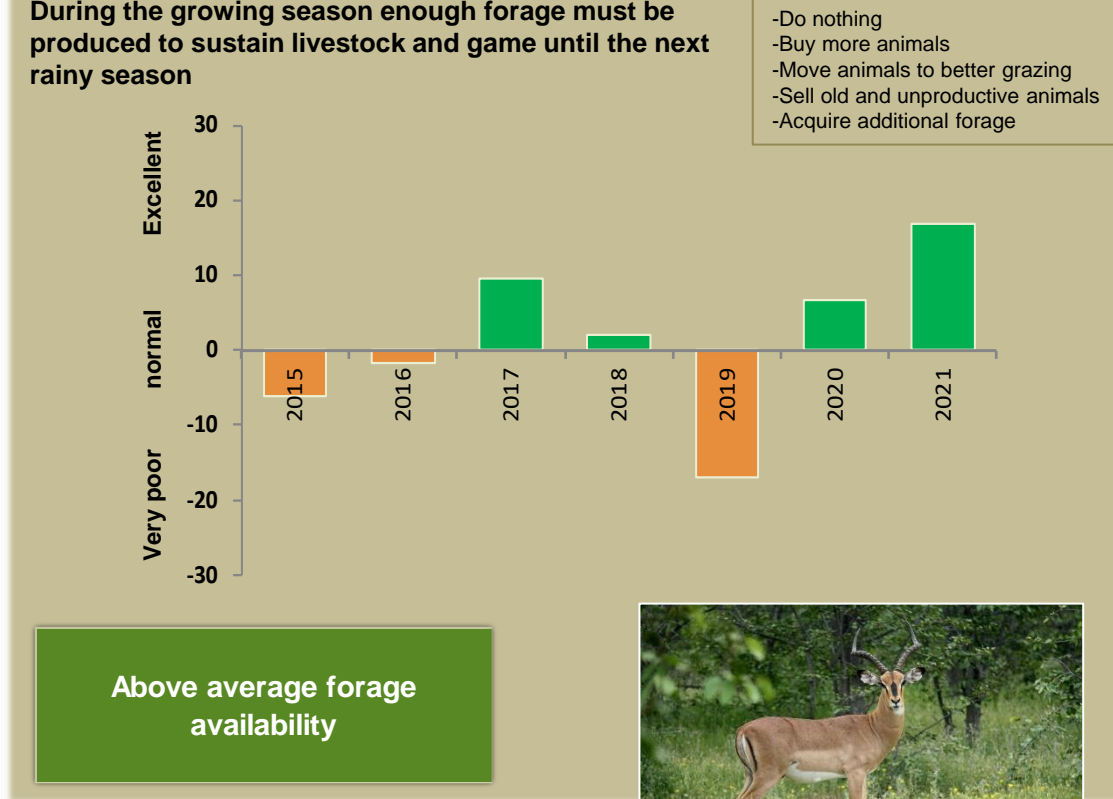 During the growing season enough forage must be
produced to sustain livestock and game until the next
rainy season
-Do nothing
-Buy more animals
-Move animals to better grazing
-Sell old and unproductive animals
-Acquire additional forage
Excellent
normal
Very poor
30
20
10
0
-10
-20
-30
2015
2016
2017
2018
2019
2020
2021
Above average forage
availability